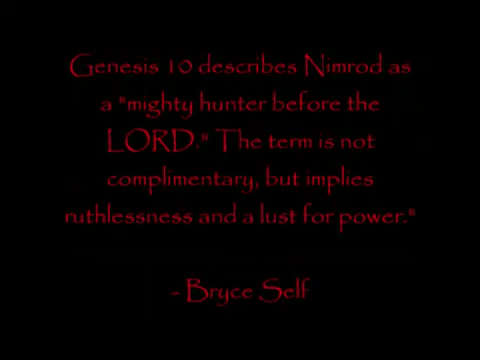 Genesis 10 describes Nimrod as
a "mighty hunter before the
LORD." The term is not
complimentary, but implies
ruthlessness and a lust for power."
- Bryce Self